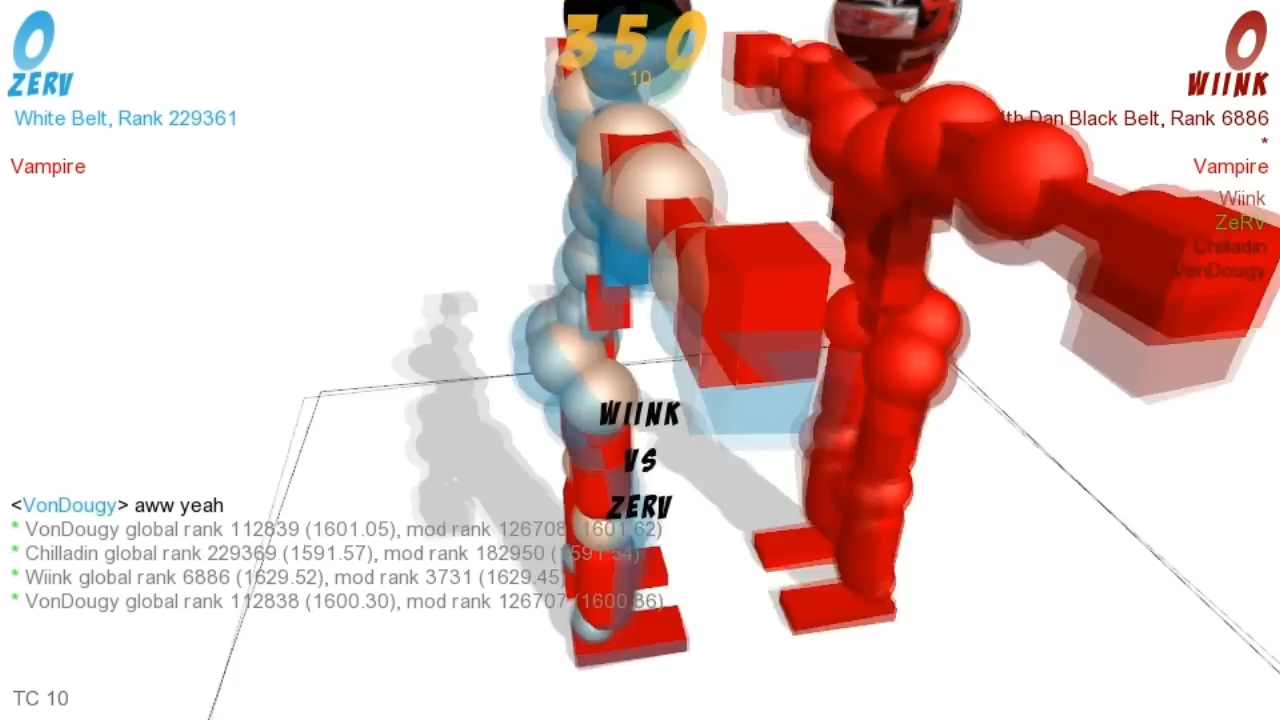 0
ZERV
White Belt, Rank 229361
Vampire
350
10
0
WIINK
Dan Black Belt, Rank 6886
*
Vampire
Wiink
ZeRV
Chilladin
VonDougy
WIINK
VS
ZERV
<VonDougy> aww yeah
* VonDougy global rank 112839 (1601.05), mod rank 126708 (1601.62)
* Chilladin global rank 229369 (1591.57), mod rank 182950 (1591.54)
* Wiink global rank 6886 (1629.52), mod rank 3731 (1629.45)
* VonDougy global rank 112838 (1600.30), mod rank 126707 (1600.86)
TC 10